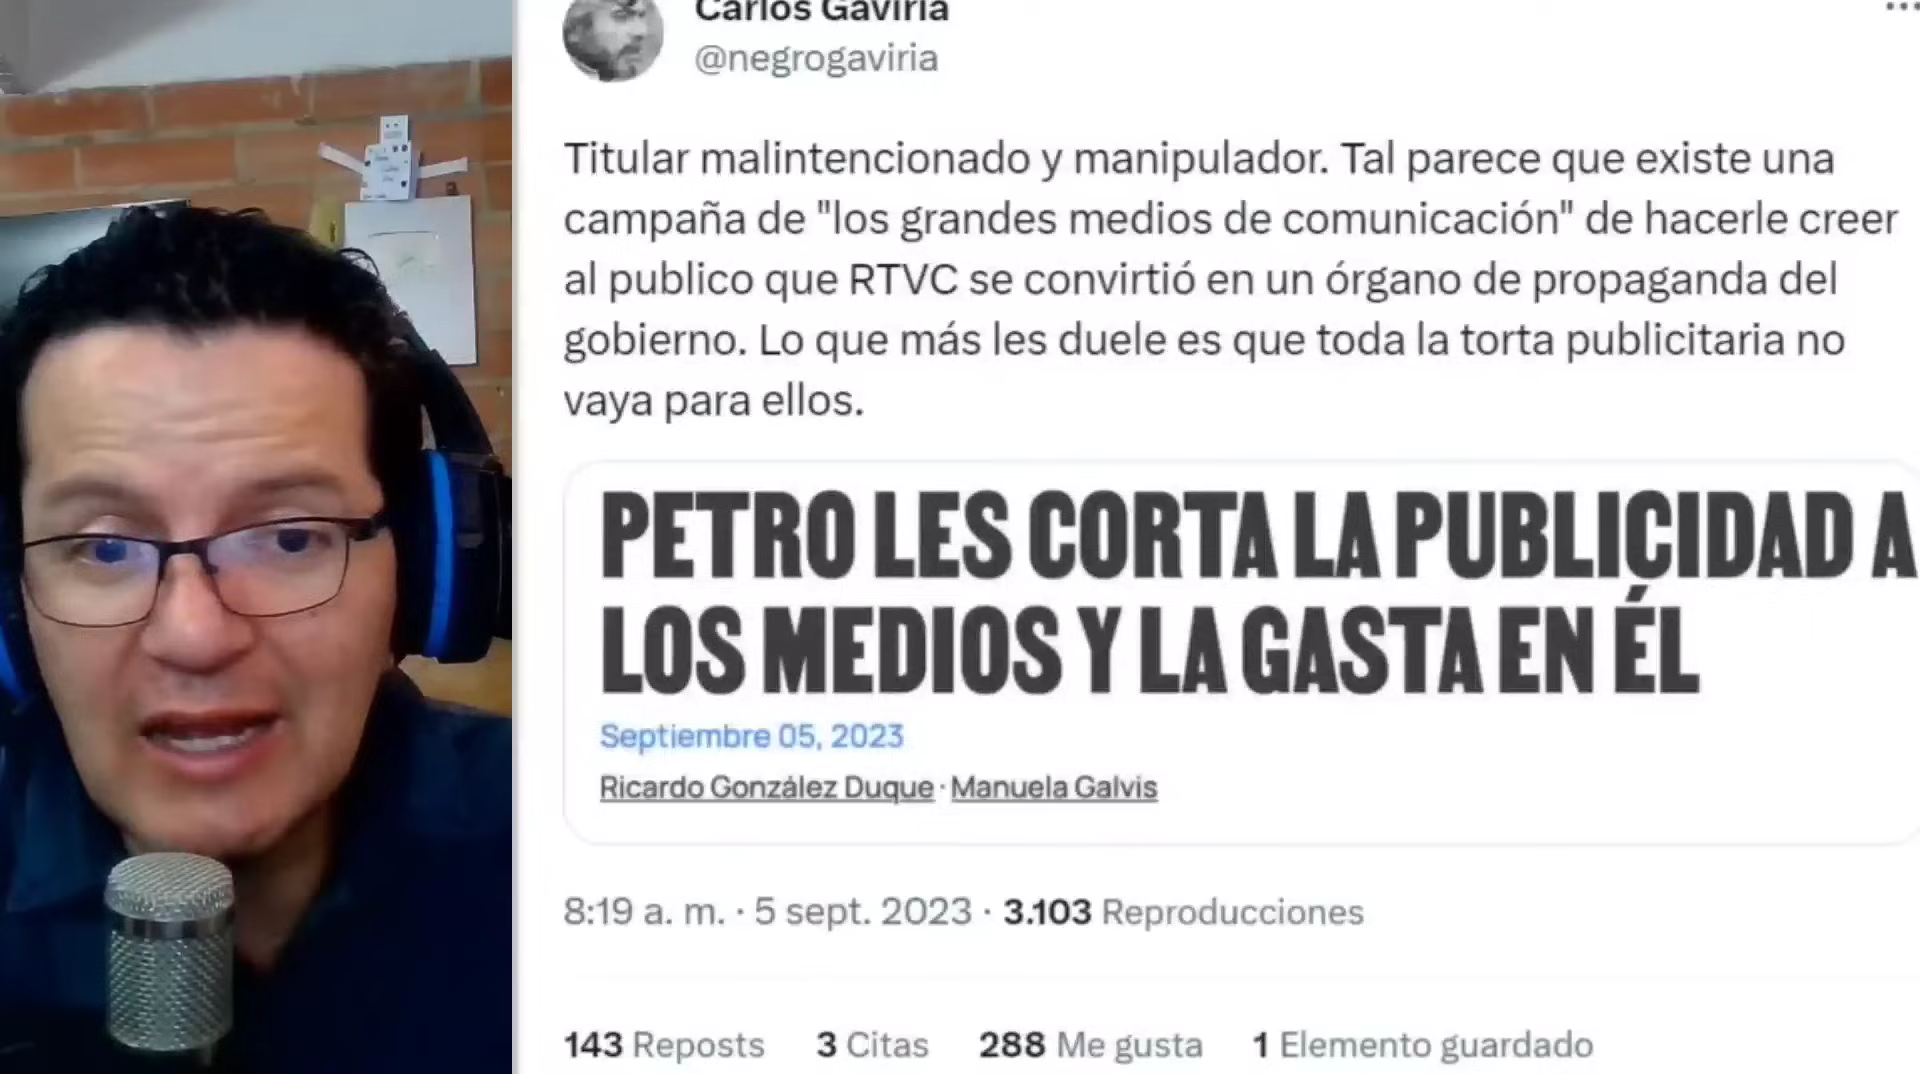 Carlos Gaviria
@negrogaviria
Titular malintencionado y manipulador. Tal parece que existe una
campaña de "los grandes medios de comunicación" de hacerle creer
al publico que RTVC se convirtió en un órgano de propaganda del
gobierno. Lo que más les duele es que toda la torta publicitaria no
vaya para ellos.
PETRO LES CORTA LA PUBLICIDAD A
LOS MEDIOS Y LA GASTA EN ÉL
Septiembre 05, 2023
Ricardo González Duque · Manuela Galvis
8:19 a. m. · 5 sept. 2023 · 3.103 Reproducciones
143 Reposts 3 Citas 288 Me gusta 1 Elemento guardado